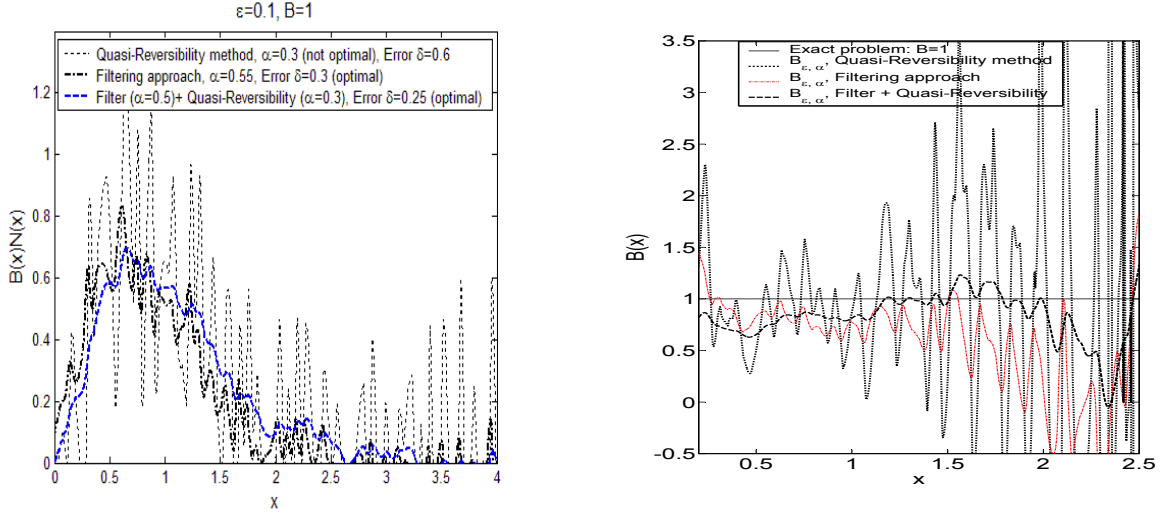 ε=0.1, B=1
Quasi-Reversibility method, α=0.3 (not optimal), Error δ=0.6
Filtering approach, α=0.55, Error δ=0.3 (optimal)
Filter (α=0.5)+ Quasi-Reversibility (α=0.3), Error δ=0.25 (optimal)
1.2
1
0.8
0.6
0.4
0.2
0
B(x)N(x)
0 0.5 1 1.5 2 2.5 3 3.5 4
x
Exact problem: B=1
B ε, α, Quasi-Reversibility method
B ε, α, Filtering approach
B ε, α, Filter + Quasi-Reversibility
3.5
3
2.5
2
1.5
1
0.5
0
-0.5
B(x)
0.5 1 1.5 2 2.5
x